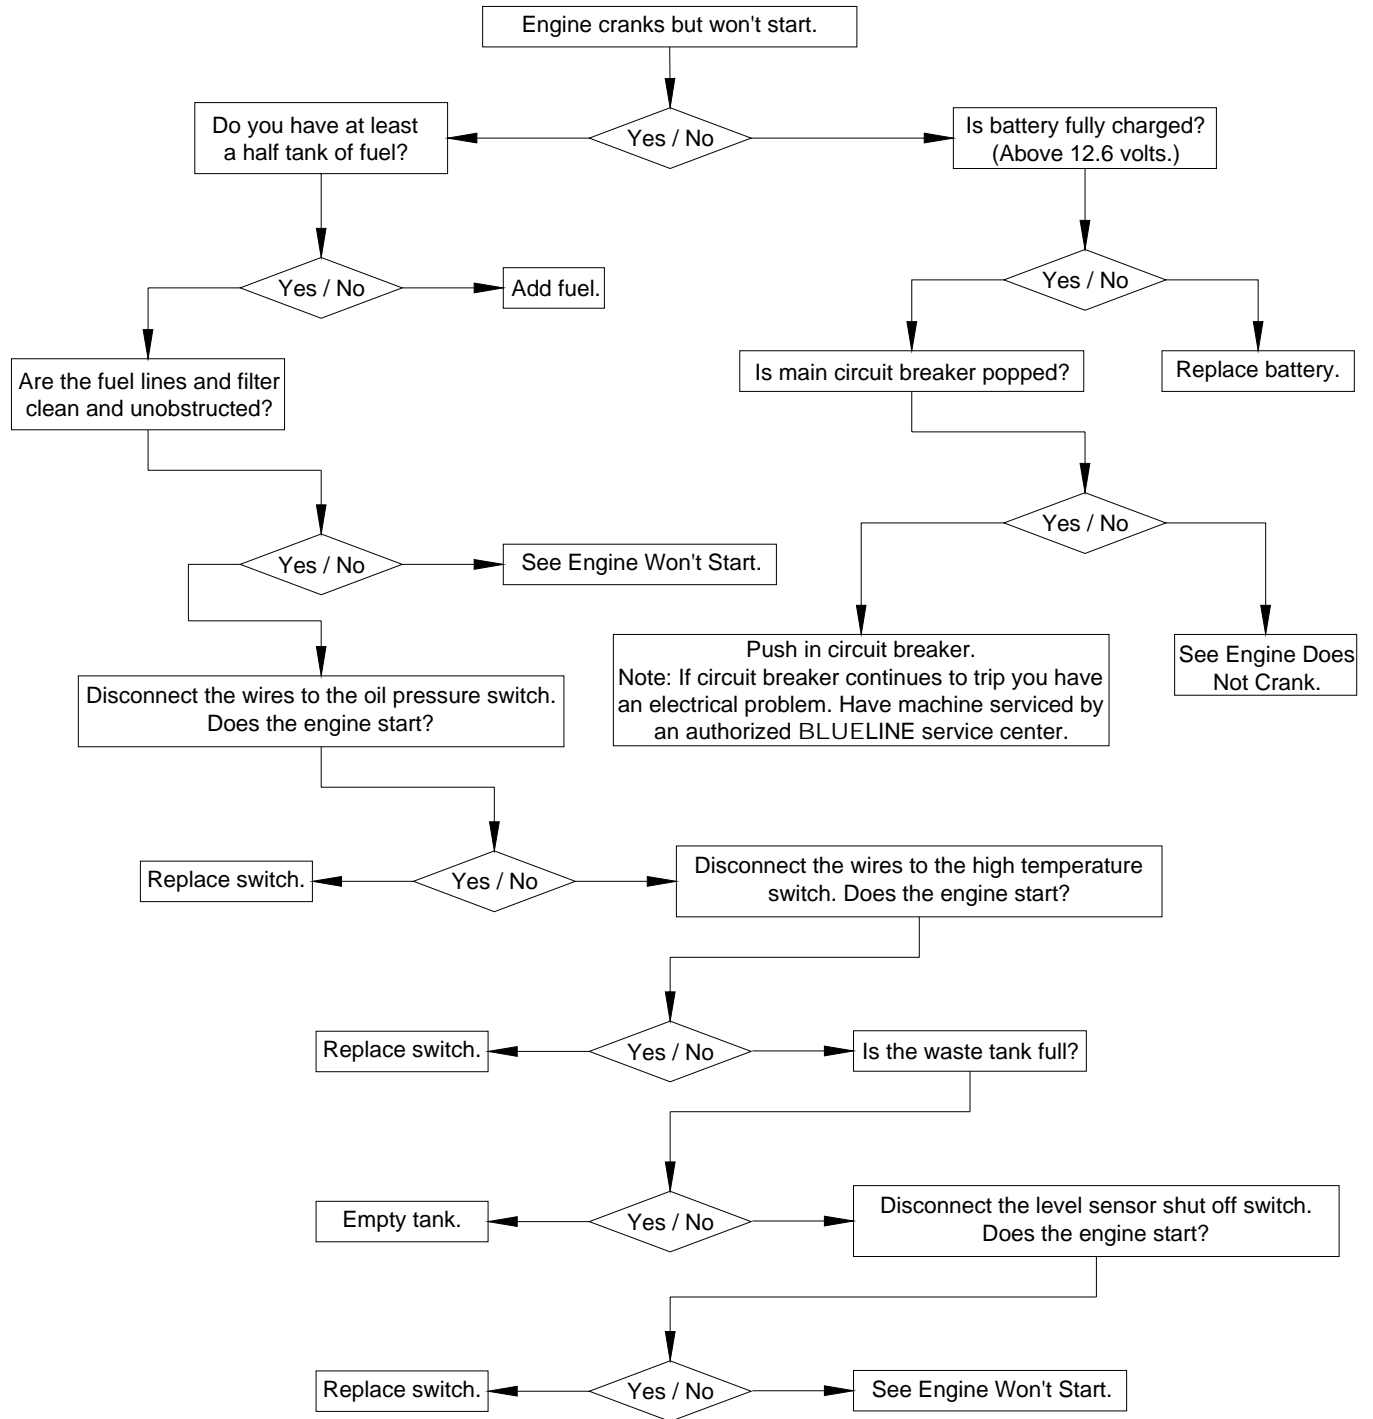 Engine cranks but won't start.
Do you have at least
a half tank of fuel?
Yes / No
Is battery fully charged?
(Above 12.6 volts.)
Yes / No
Add fuel.
Yes / No
Are the fuel lines and filter
clean and unobstructed?
Is main circuit breaker popped?
Replace battery.
Yes / No
See Engine Won't Start.
Yes / No
Disconnect the wires to the oil pressure switch.
Does the engine start?
Push in circuit breaker.
Note: If circuit breaker continues to trip you have
an electrical problem. Have machine serviced by
an authorized BLUELINE service center.
See Engine Does
Not Crank.
Replace switch.
Yes / No
Disconnect the wires to the high temperature
switch. Does the engine start?
Replace switch.
Yes / No
Is the waste tank full?
Empty tank.
Yes / No
Disconnect the level sensor shut off switch.
Does the engine start?
Replace switch.
Yes / No
See Engine Won't Start.